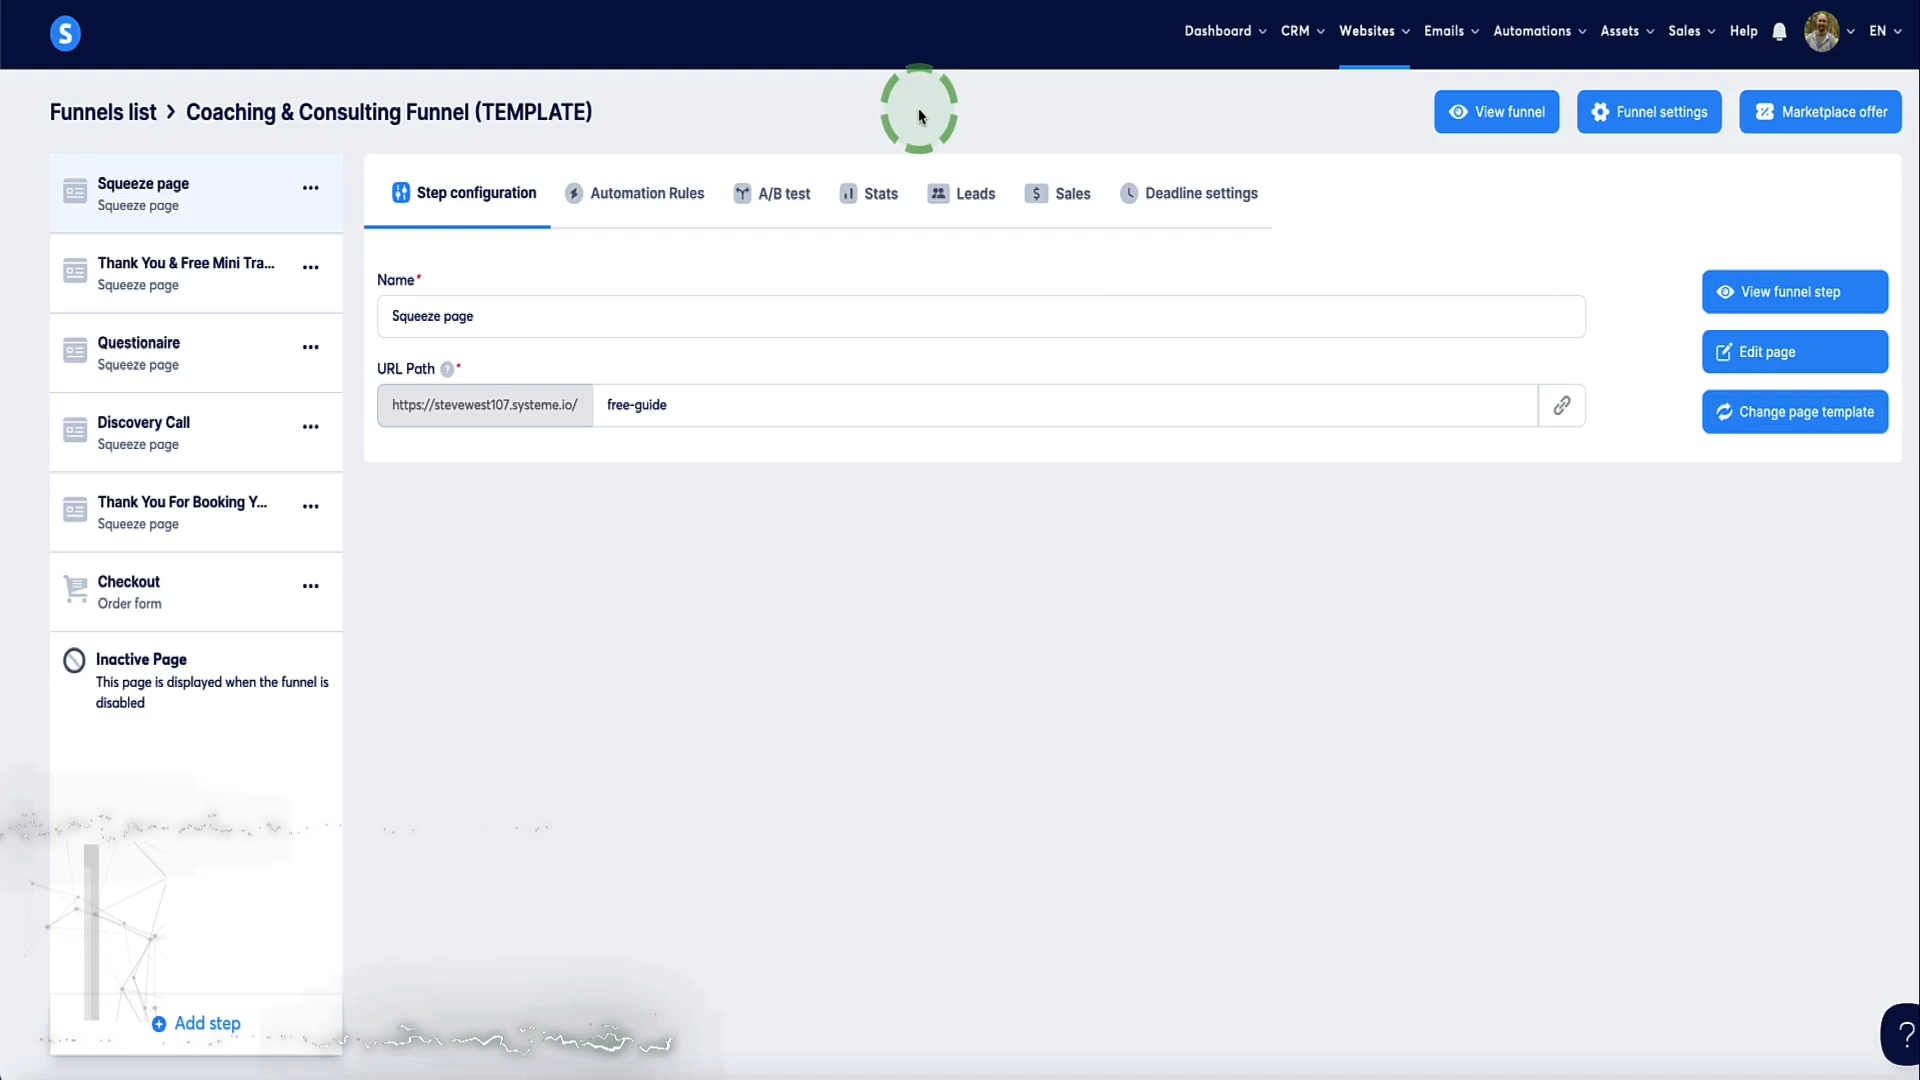 S
Dashboard
CRM
Websites
Emails
Automations
Assets
Sales
Help
EN
Funnels list > Coaching & Consulting Funnel (TEMPLATE)
View funnel
Funnel settings
Marketplace offer
Squeeze page
Squeeze page
Thank You & Free Mini Tra...
Squeeze page
Questionaire
Squeeze page
Discovery Call
Squeeze page
Thank You For Booking Y...
Squeeze page
Checkout
Order form
Inactive Page
This page is displayed when the funnel is
disabled
Add step
Step configuration
Automation Rules
A/B test
Stats
Leads
$ Sales
Deadline settings
Name*
Squeeze page
URL Path ? *
https://stevewest107.systeme.io/
free-guide
View funnel step
Edit page
Change page template
?